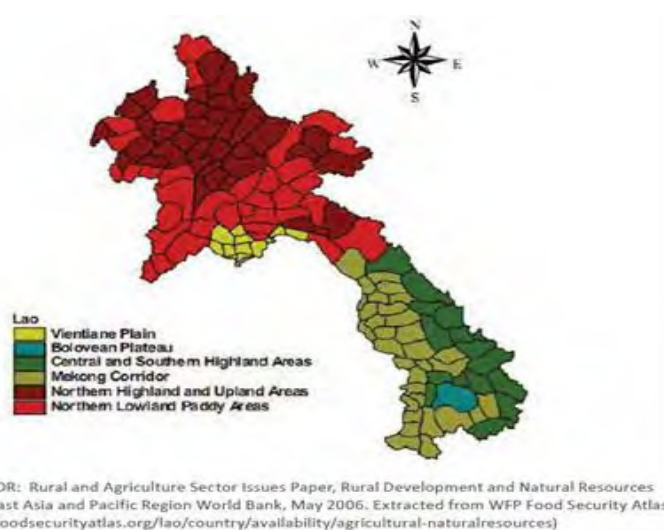 N
W E
S
Lao
Vientiane Plain
Bolovean Plateau
Central and Southern Highland Areas
Mekong Corridor
Northern Highland and Upland Areas
Northern Lowland Paddy Areas
DR: Rural and Agriculture Sector Issues Paper, Rural Development and Natural Resources
ast Asia and Pacific Region World Bank, May 2006. Extracted from WFP Food Security Atla
oodsecurityatlas.org/lao/country/availability/agricultural-naturalresources)